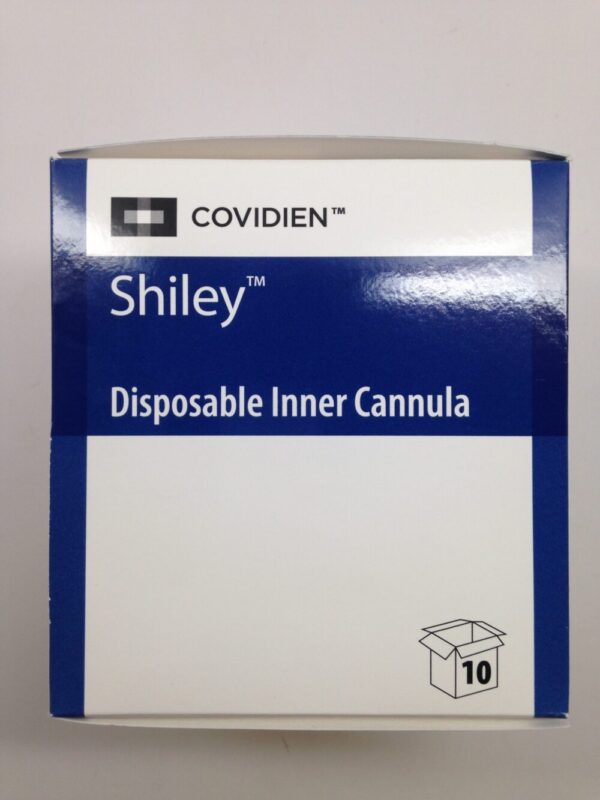 COVIDIEN™
Shiley™
Disposable Inner Cannula
10